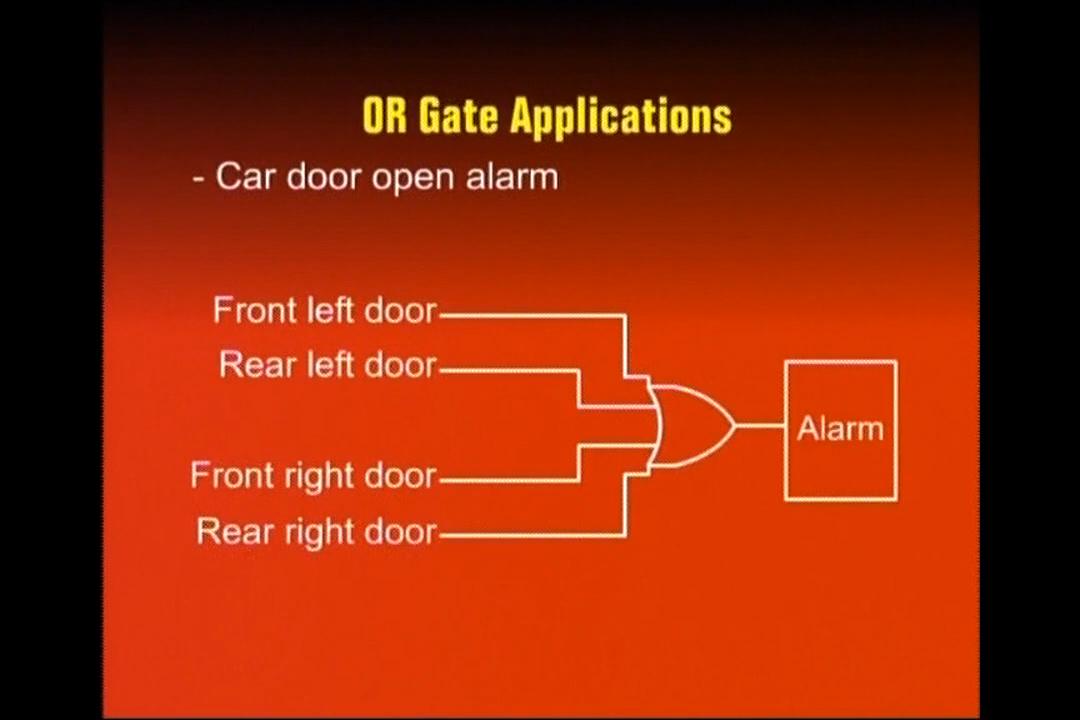 OR Gate Applications
- Car door open alarm
Front left door
Rear left door
Front right door
Rear right door
Alarm